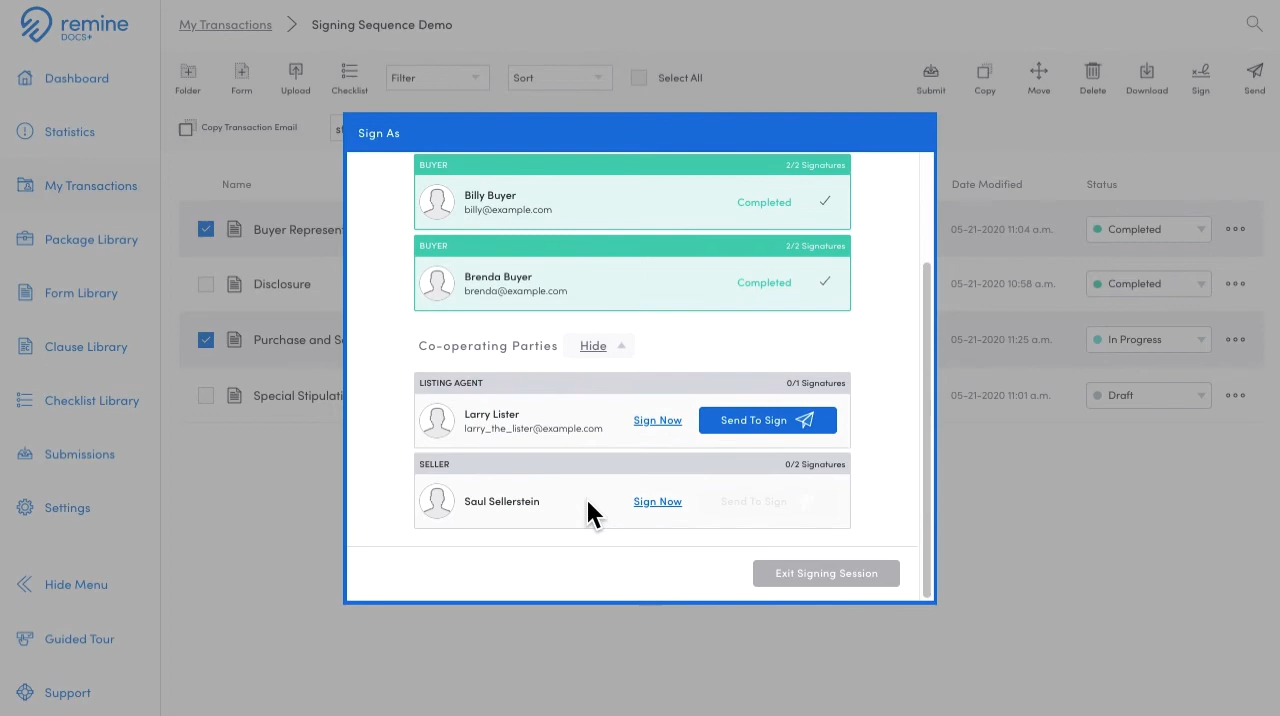 remine
DOCS+
My Transactions
Signing Sequence Demo
Dashboard
Statistics
My Transactions
Package Library
Form Library
Clause Library
Checklist Library
Submissions
Settings
Hide Menu
Guided Tour
Support
Folder
Form
Upload
Checklist
Filter
Sort
Select All
Submit
Copy
Move
Delete
Download
Sign
Send
Copy Transaction Email
Name
Date Modified
Status
Buyer Represen
05-21-2020 11:04 a.m.
Completed
Disclosure
05-21-2020 10:58 a.m.
Completed
Purchase and S
05-21-2020 11:25 a.m.
In Progress
Special Stipulati
05-21-2020 11:01 a.m.
Draft
Sign As
BUYER
2/2 Signatures
Billy Buyer
billy@example.com
Completed
BUYER
2/2 Signatures
Brenda Buyer
brenda@example.com
Completed
Co-operating Parties
Hide
LISTING AGENT
0/1 Signatures
Larry Lister
larry_the_lister@example.com
Sign Now
Send To Sign
SELLER
0/2 Signatures
Saul Sellerstein
Sign Now
Send To Sign
Exit Signing Session